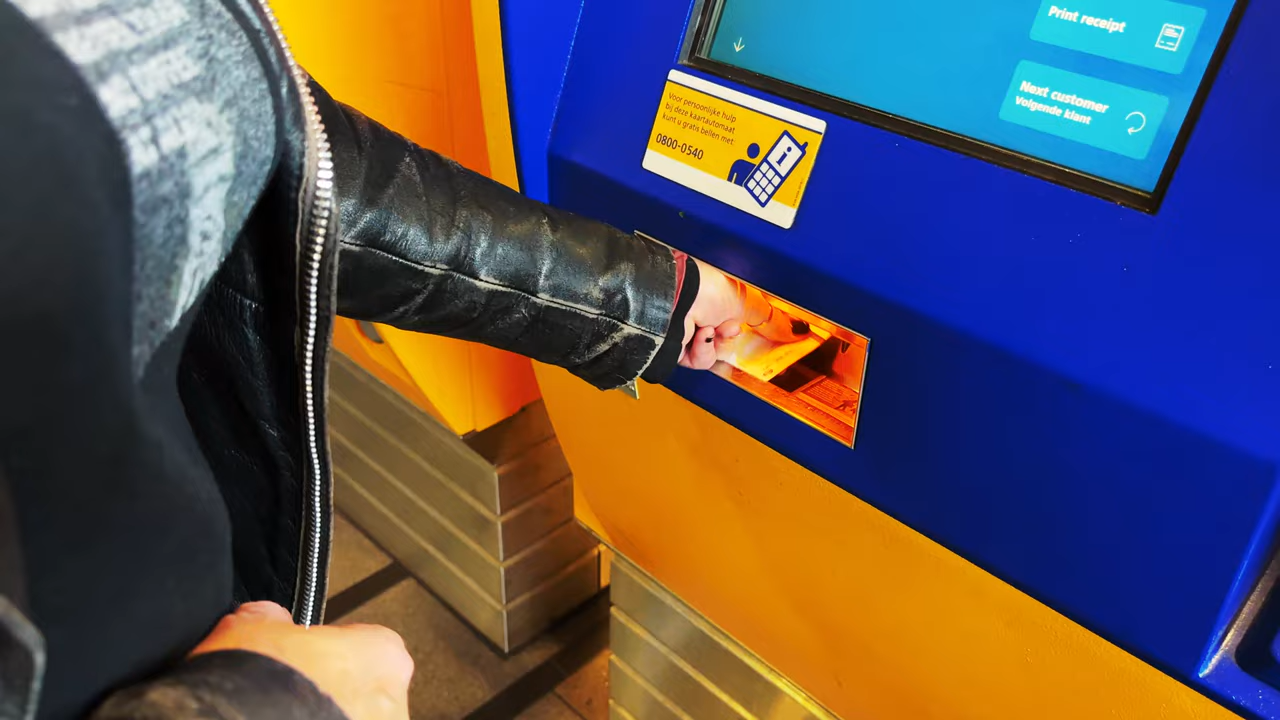 Print receipt
Next customer
Volgende klant
Voor persoonlijke hulp
bij deze kaartautomaat
kunt u gratis bellen met:
0800-0540